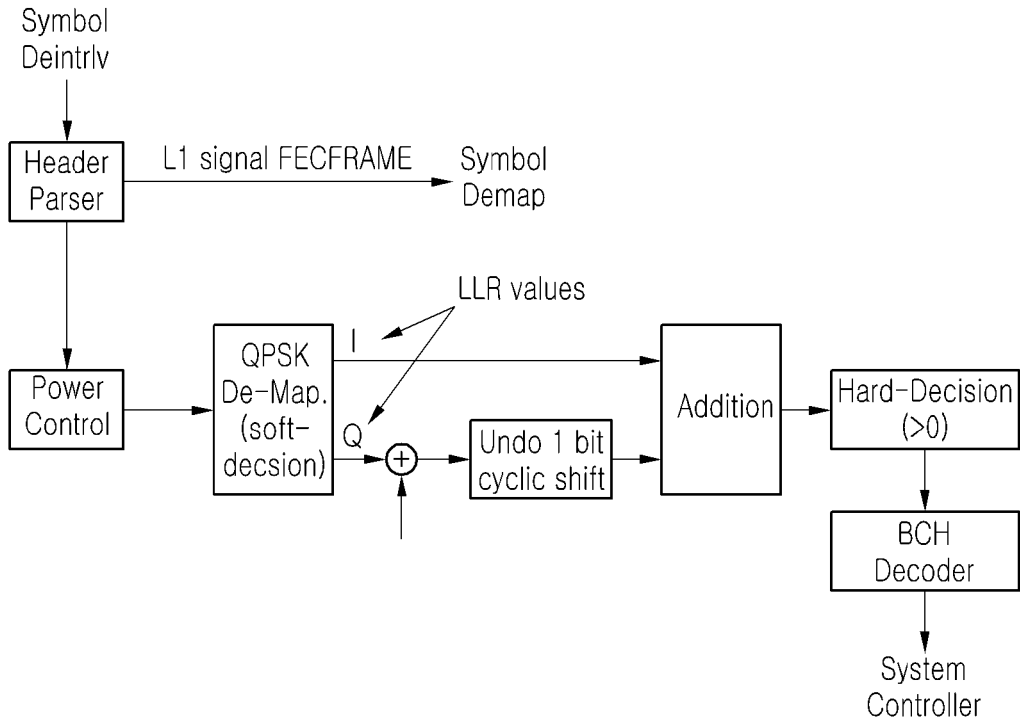 Symbol
Deintrlv
Header
Parser
L1 signal FECFRAME
Symbol
Demap
LLR values
Power
Control
QPSK
De-Map.
(soft-
decsion)
I
Q
+
Undo 1 bit
cyclic shift
Addition
Hard-Decision
(>0)
BCH
Decoder
System
Controller